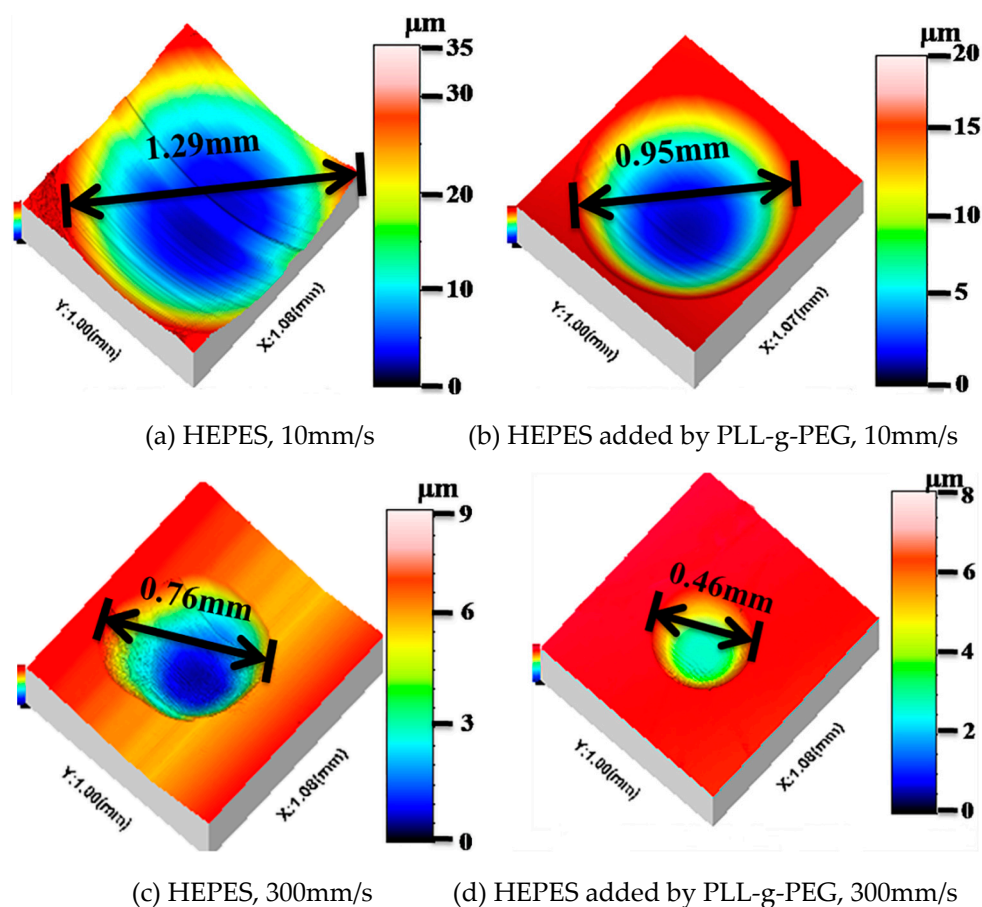 μm
35
30
20
10
0
1.29mm
Y:1.00(mm)
X:1.08(mm)
μm
20
15
10
5
0
0.95mm
Y:1.00(mm)
X:1.07(mm)
(a) HEPES, 10mm/s
(b) HEPES added by PLL-g-PEG, 10mm/s
μm
9
6
3
0
0.76mm
Y:1.00(mm)
X:1.08(mm)
μm
8
6
4
2
0
0.46mm
Y:1.00(mm)
X:1.08(mm)
(c) HEPES, 300mm/s
(d) HEPES added by PLL-g-PEG, 300mm/s